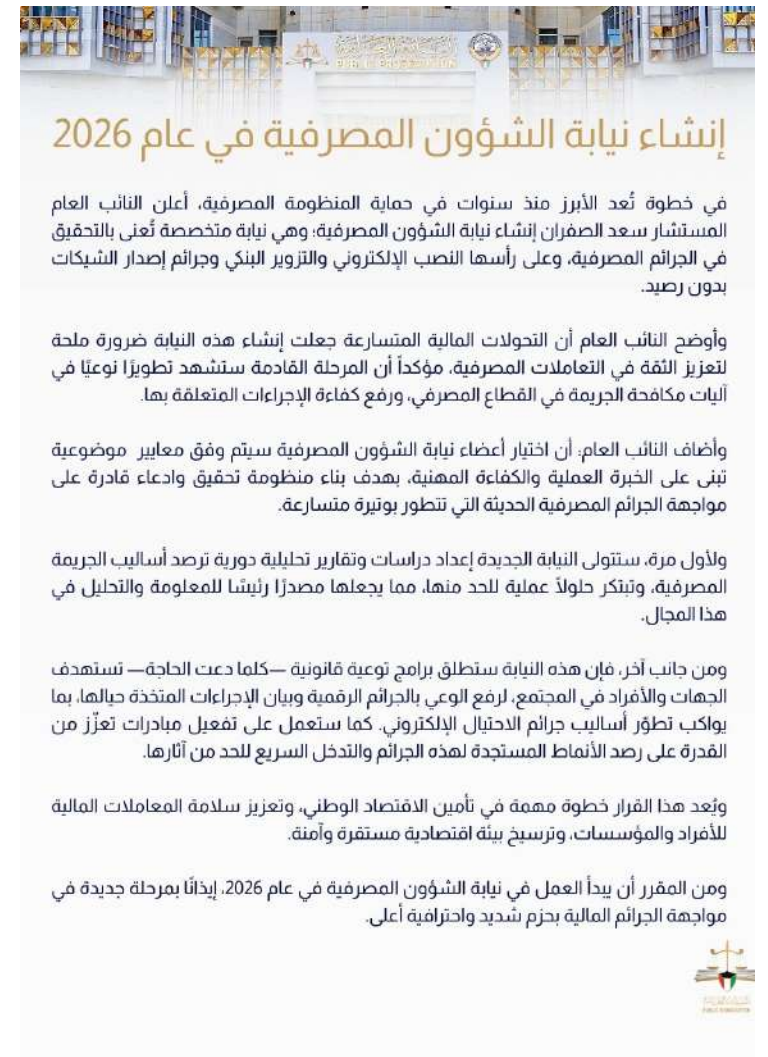 النيابة العامة
PUBLIC PROSECUTION
إنشاء نيابة الشؤون المصرفية في عام 2026
في خطوة تُعد الأبرز منذ سنوات في حماية المنظومة المصرفية، أعلن النائب العام
المستشار سعد الصفران إنشاء نيابة الشؤون المصرفية؛ وهي نيابة متخصصة تُعنى بالتحقيق
في الجرائم المصرفية، وعلى رأسها النصب الإلكتروني والتزوير البنكي وجرائم إصدار الشيكات
بدون رصيد.
وأوضح النائب العام أن التحولات المالية المتسارعة جعلت إنشاء هذه النيابة ضرورة ملحة
لتعزيز الثقة في التعاملات المصرفية، مؤكداً أن المرحلة القادمة ستشهد تطويرًا نوعيًا في
آليات مكافحة الجريمة في القطاع المصرفي، ورفع كفاءة الإجراءات المتعلقة بها.
وأضاف النائب العام: أن اختيار أعضاء نيابة الشؤون المصرفية سيتم وفق معايير موضوعية
تبنى على الخبرة العملية والكفاءة المهنية، بهدف بناء منظومة تحقيق وادعاء قادرة على
مواجهة الجرائم المصرفية الحديثة التي تتطور بوتيرة متسارعة.
ولأول مرة، ستتولى النيابة الجديدة إعداد دراسات وتقارير تحليلية دورية ترصد أساليب الجريمة
المصرفية، وتبتكر حلولاً عملية للحد منها، مما يجعلها مصدرًا رئيسًا للمعلومة والتحليل في
هذا المجال.
ومن جانب آخر، فإن هذه النيابة ستطلق برامج توعية قانونية —كلما دعت الحاجة— تستهدف
الجهات والأفراد في المجتمع، لرفع الوعي بالجرائم الرقمية وبيان الإجراءات المتخذة حيالها، بما
يواكب تطوّر أساليب جرائم الاحتيال الإلكتروني. كما ستعمل على تفعيل مبادرات تعزّز من
القدرة على رصد الأنماط المستجدة لهذه الجرائم والتدخل السريع للحد من آثارها.
ويُعد هذا القرار خطوة مهمة في تأمين الاقتصاد الوطني، وتعزيز سلامة المعاملات المالية
للأفراد والمؤسسات، وترسيخ بيئة اقتصادية مستقرة وآمنة.
ومن المقرر أن يبدأ العمل في نيابة الشؤون المصرفية في عام 2026، إيذانًا بمرحلة جديدة في
مواجهة الجرائم المالية بحزم شديد واحترافية أعلى.
النيابة العامة
PUBLIC PROSECUTION